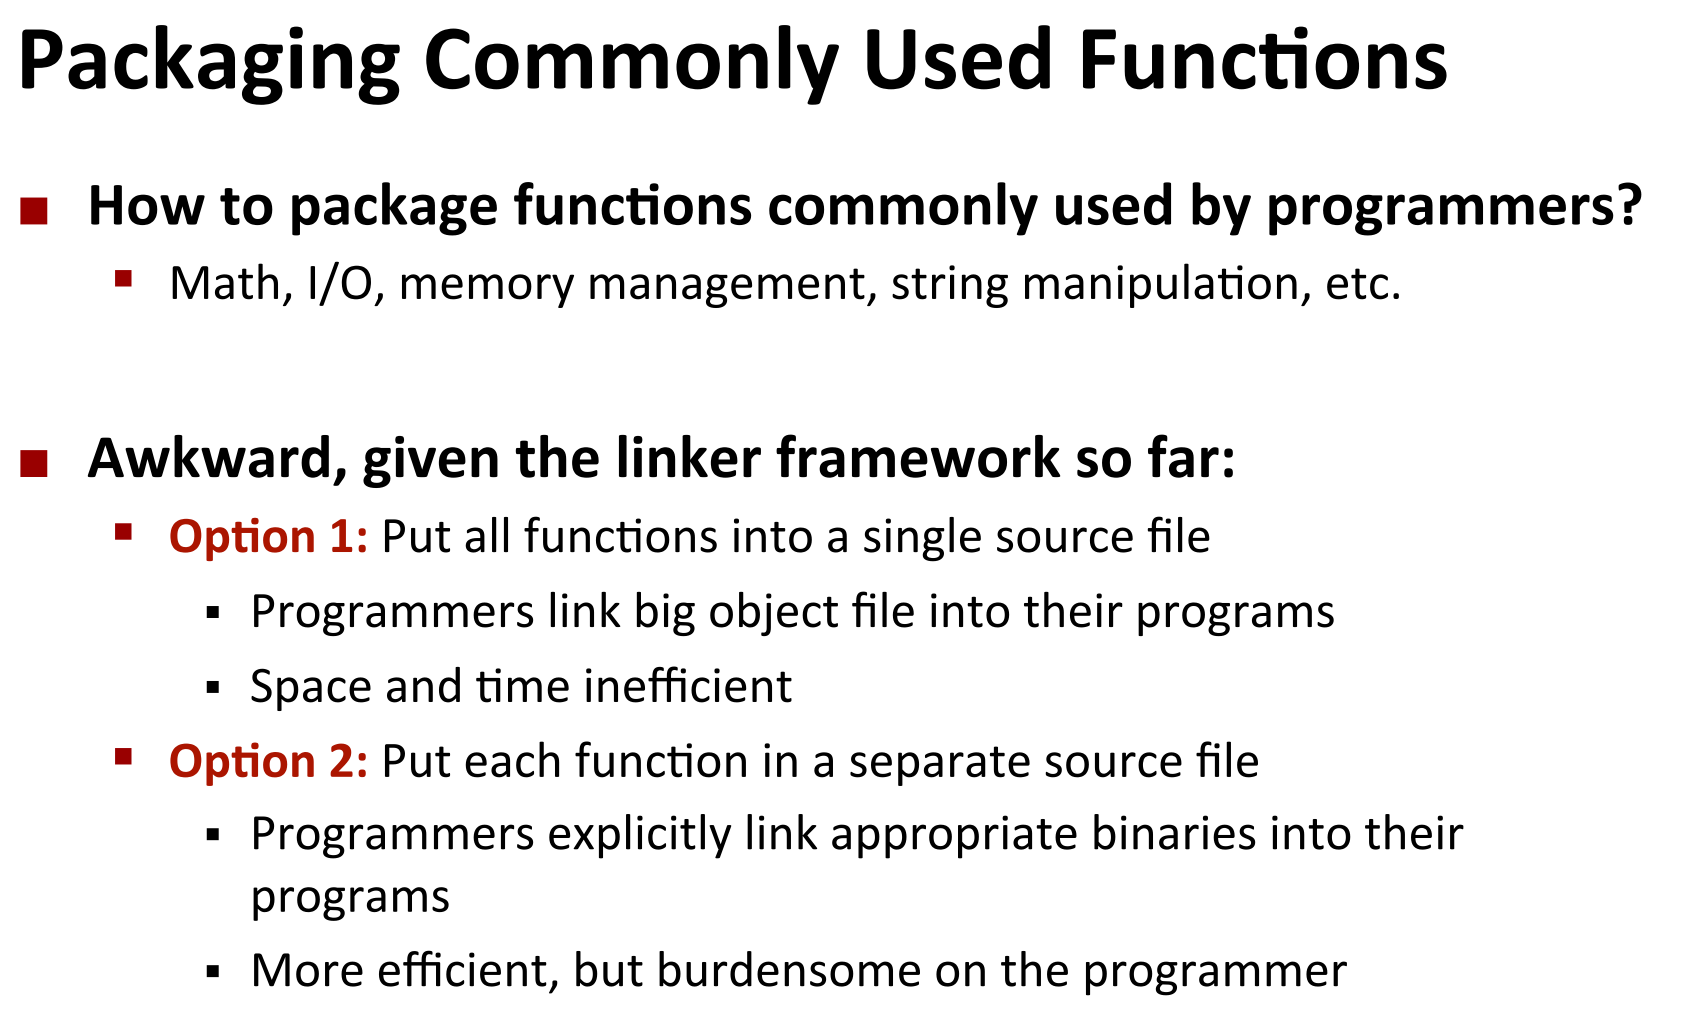 Packaging Commonly Used Functions
■ How to package functions commonly used by programmers?
▪ Math, I/O, memory management, string manipulation, etc.
■ Awkward, given the linker framework so far:
▪ Option 1: Put all functions into a single source file
▪ Programmers link big object file into their programs
▪ Space and time inefficient
▪ Option 2: Put each function in a separate source file
▪ Programmers explicitly link appropriate binaries into their
programs
▪ More efficient, but burdensome on the programmer